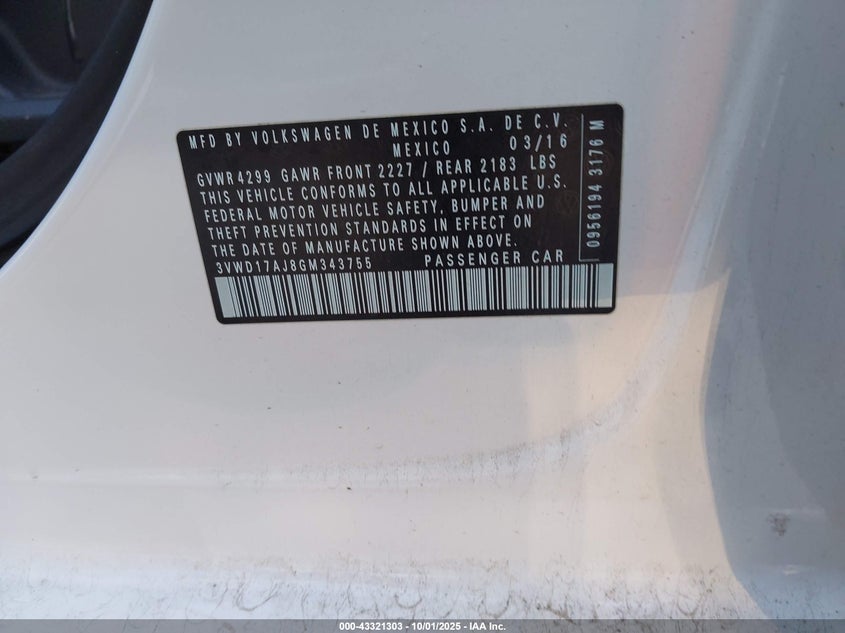 MFD BY VOLKSWAGEN DE MEXICO S.A. DE C.V.
MEXICO 03/16
GVWR 4299 GAWR FRONT 2227 / REAR 2183 LBS
THIS VEHICLE CONFORMS TO ALL APPLICABLE U.S.
FEDERAL MOTOR VEHICLE SAFETY, BUMPER AND
THEFT PREVENTION STANDARDS IN EFFECT ON
THE DATE OF MANUFACTURE SHOWN ABOVE.
3VWD17AJ8GM343755 PASSENGER CAR
0956194 3176 M
000-43321303 - 10/01/2025 - IAA Inc.